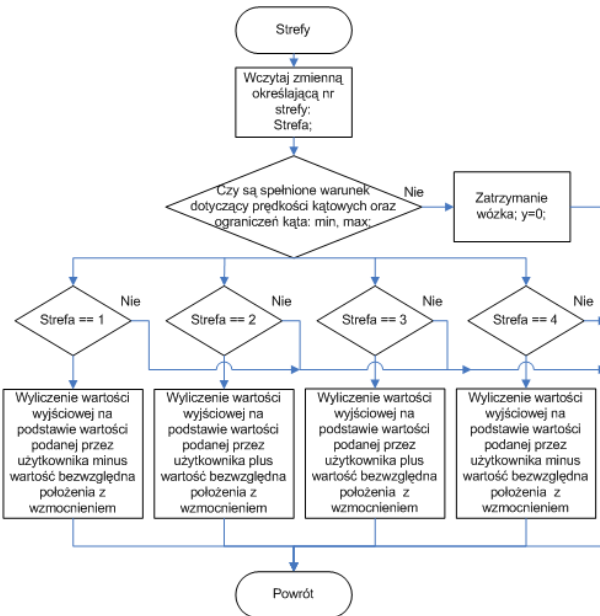 Strefy
Wczytaj zmienną
określającą nr
strefy:
Strefa;
Czy są spełnione warunek
dotyczący prędkości kątowych oraz
ograniczeń kąta: min, max;
Nie
Zatrzymanie
wózka; y=0;
Strefa == 1
Nie
Strefa == 2
Nie
Strefa == 3
Nie
Strefa == 4
Nie
Wyliczenie wartości
wyjściowej na
podstawie wartości
podanej przez
użytkownika minus
wartość bezwzględna
położenia z
wzmocnieniem
Wyliczenie wartości
wyjściowej na
podstawie wartości
podanej przez
użytkownika plus
wartość bezwzględna
położenia z
wzmocnieniem
Wyliczenie wartości
wyjściowej na
podstawie wartości
podanej przez
użytkownika plus
wartość bezwzględna
położenia z
wzmocnieniem
Wyliczenie wartości
wyjściowej na
podstawie wartości
podanej przez
użytkownika minus
wartość bezwzględna
położenia z
wzmocnieniem
Powrót